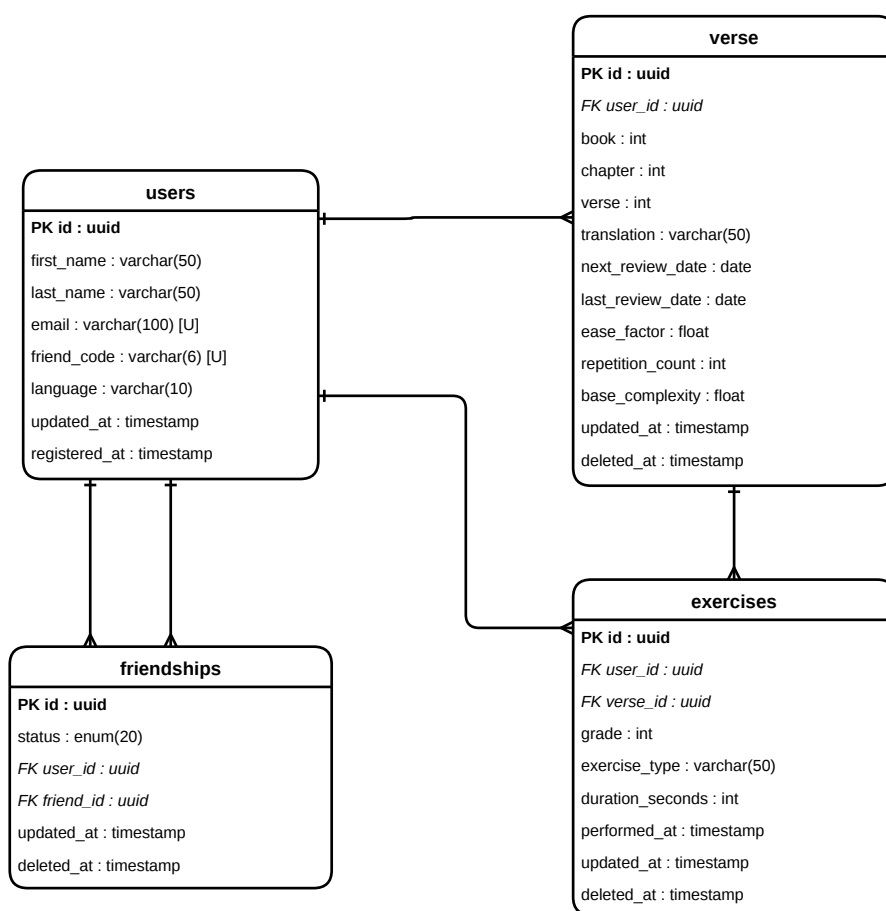 verse
PK id : uuid
FK user_id : uuid
book : int
chapter : int
verse : int
translation : varchar(50)
next_review_date : date
last_review_date : date
ease_factor : float
repetition_count : int
base_complexity : float
updated_at : timestamp
deleted_at : timestamp
users
PK id : uuid
first_name : varchar(50)
last_name : varchar(50)
email : varchar(100) [U]
friend_code : varchar(6) [U]
language : varchar(10)
updated_at : timestamp
registered_at : timestamp
exercises
PK id : uuid
FK user_id : uuid
FK verse_id : uuid
grade : int
exercise_type : varchar(50)
duration_seconds : int
performed_at : timestamp
updated_at : timestamp
deleted_at : timestamp
friendships
PK id : uuid
status : enum(20)
FK user_id : uuid
FK friend_id : uuid
updated_at : timestamp
deleted_at : timestamp